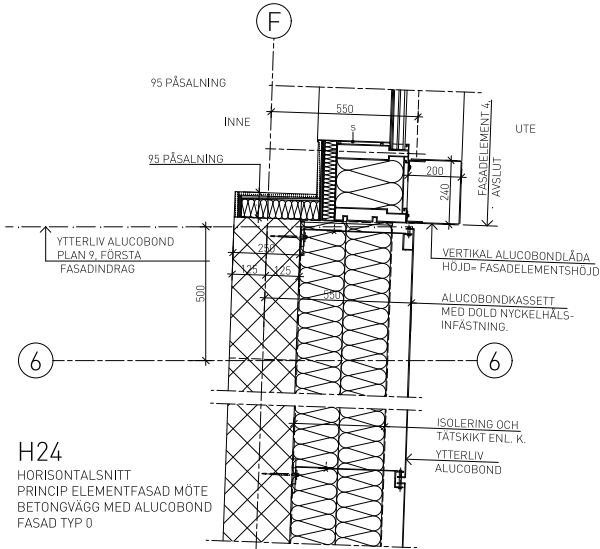 F
95 PÅSALNING
550
INNE
UTE
FASADELEMENT 4,
AVSLUT
5
95 PÅSALNING
200
240
YTTERLIV ALUCOBOND
PLAN 9, FÖRSTA
FASADINDRAG
250
125
125
550
500
VERTIKAL ALUCOBONDLÅDA
HÖJD= FASADELEMENTSHÖJD
ALUCOBONDKASSETT
MED DOLD NYCKELHÅLS-
INFÄSTNING.
6
6
ISOLERING OCH
TÄTSKIKT ENL. K.
YTTERLIV
ALUCOBOND
H24
HORISONTALSNITT
PRINCIP ELEMENTFASAD MÖTE
BETONGVÄGG MED ALUCOBOND
FASAD TYP 0